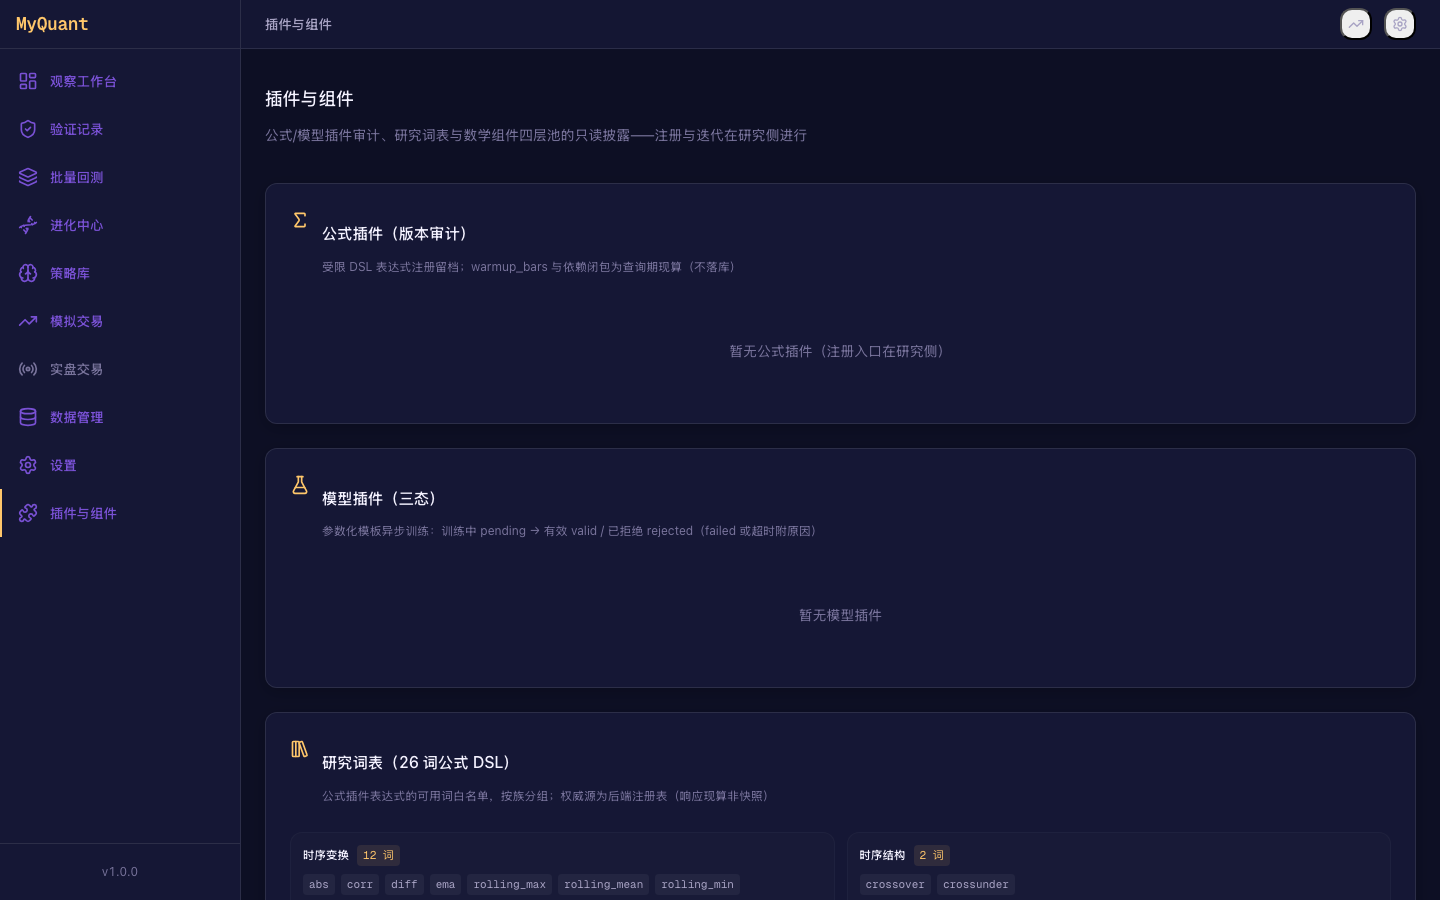 MyQuant
插件与组件
观察工作台
验证记录
批量回测
进化中心
策略库
模拟交易
实盘交易
数据管理
设置
插件与组件
v1.0.0
插件与组件
公式/模型插件审计、研究词表与数学组件四层池的只读披露——注册与迭代在研究侧进行
公式插件（版本审计）
受限 DSL 表达式注册留档；warmup_bars 与依赖闭包为查询期现算（不落库）
暂无公式插件（注册入口在研究侧）
模型插件（三态）
参数化模板异步训练：训练中 pending → 有效 valid / 已拒绝 rejected（failed 或超时附原因）
暂无模型插件
研究词表（26 词公式 DSL）
公式插件表达式的可用词白名单，按族分组；权威源为后端注册表（响应现算非快照）
时序变换 12 词
abs corr diff ema rolling_max rolling_mean rolling_min
时序结构 2 词
crossover crossunder